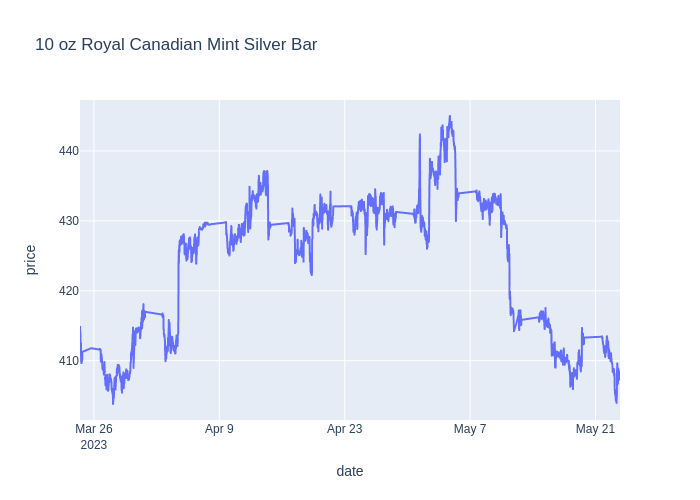 10 oz Royal Canadian Mint Silver Bar
price
440
430
420
410
Mar 26
2023
Apr 9
Apr 23
May 7
May 21
date